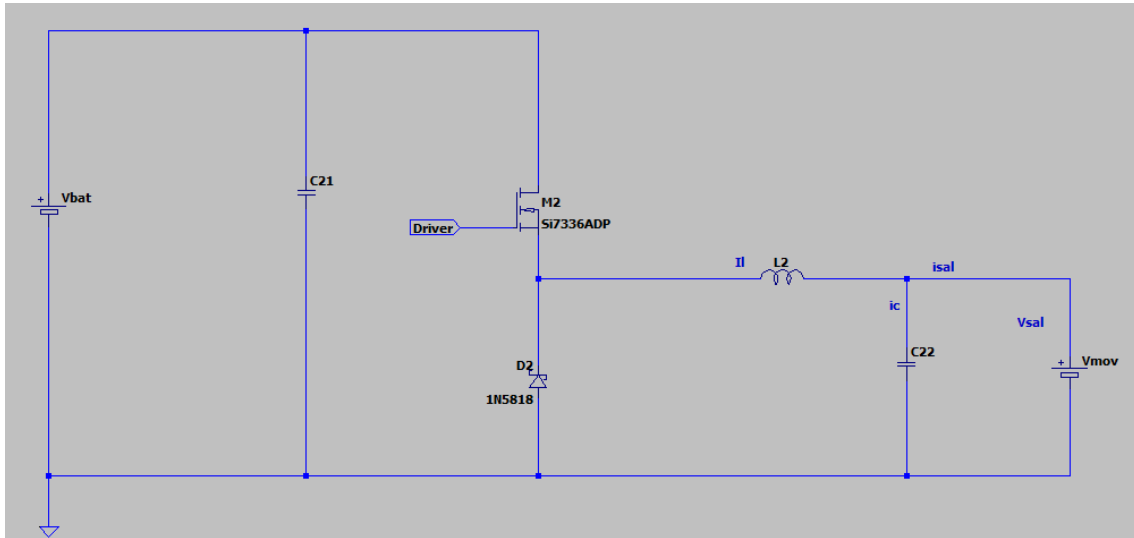 +
Vbat
C21
M2
Si7336ADP
Driver
Il
L2
isal
ic
Vsal
C22
+
Vmov
D2
1N5818